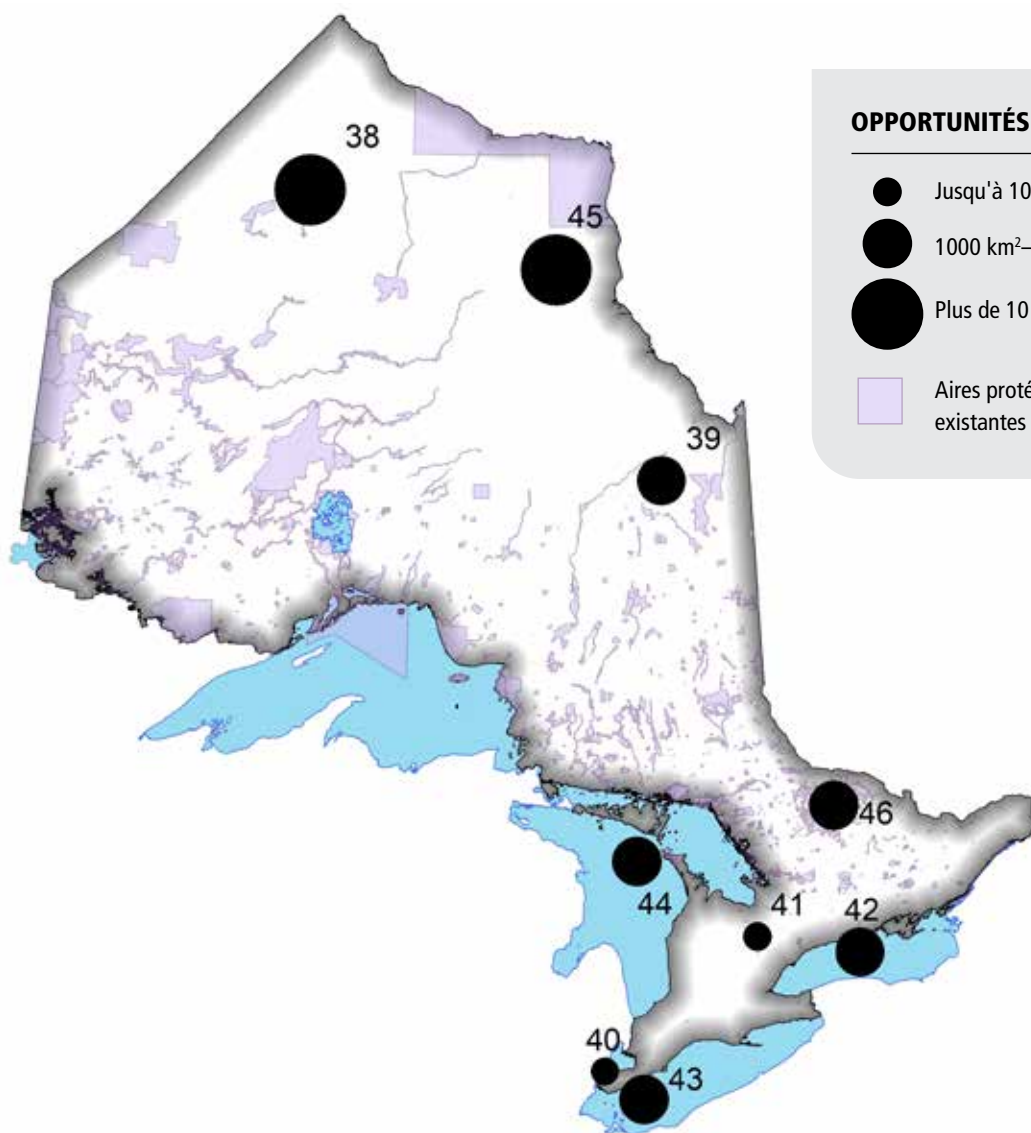 38
45
39
46
44
41
42
40
43
OPPORTUNITÉS
Jusqu'à 10
1000 km²–
Plus de 10
Aires proté
existantes